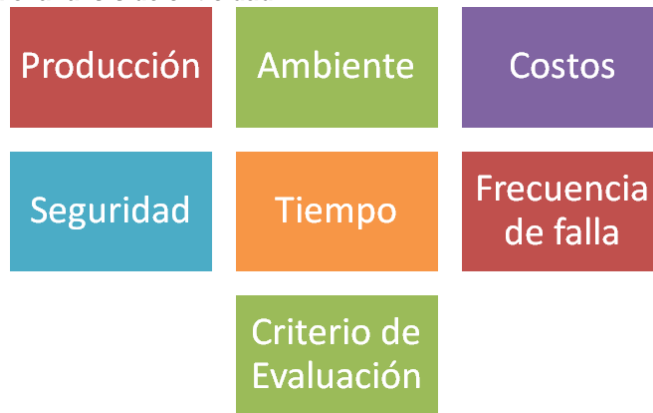 Producción
Ambiente
Costos
Seguridad
Tiempo
Frecuencia
de falla
Criterio de
Evaluación